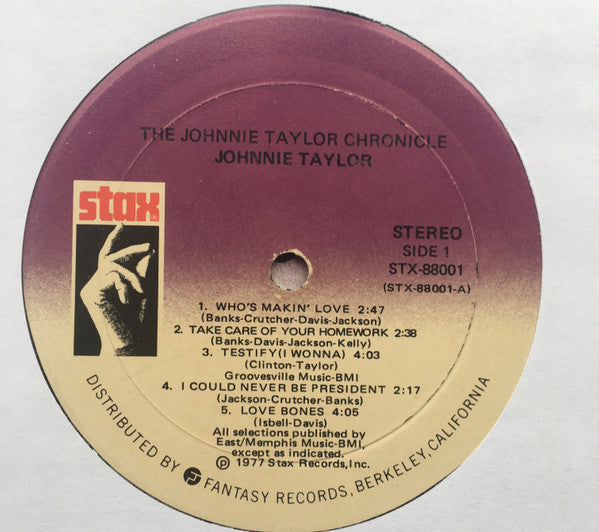 THE JOHNNIE TAYLOR CHRONICLE
JOHNNIE TAYLOR
stax
STEREO
SIDE 1
STX-88001
(STX-88001-A)
1. WHO'S MAKIN' LOVE 2:47
(Banks-Crutcher-Davis-Jackson)
2. TAKE CARE OF YOUR HOMEWORK 2:38
(Banks-Davis-Jackson-Kelly)
3. TESTIFY(I WONNA) 4:03
(Clinton-Taylor)
Groovesville Music-BMI
4. I COULD NEVER BE PRESIDENT 2:17
(Jackson-Crutcher-Banks)
5. LOVE BONES 4:05
(Isbell-Davis)
All selections published by
East/Memphis Music-BMI,
except as indicated.
℗ 1977 Stax Records, Inc.
DISTRIBUTED BY FANTASY RECORDS, BERKELEY, CALIFORNIA